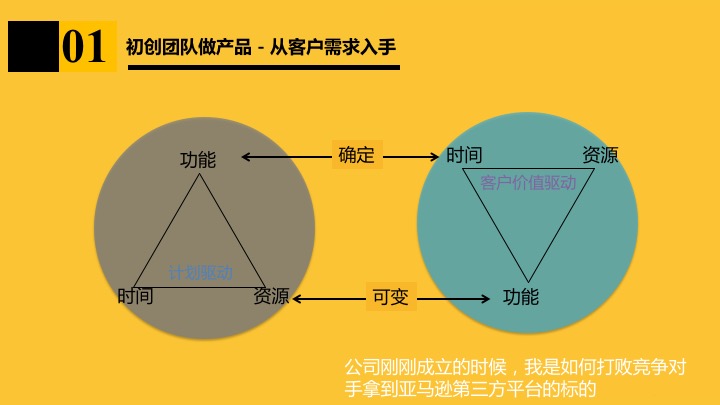 01
初创团队做产品－从客户需求入手
确定
功能
时间
资源
客户价值驱动
计划驱动
时间
资源
可变
功能
公司刚刚成立的时候，我是如何打败竞争对
手拿到亚马逊第三方平台的标的